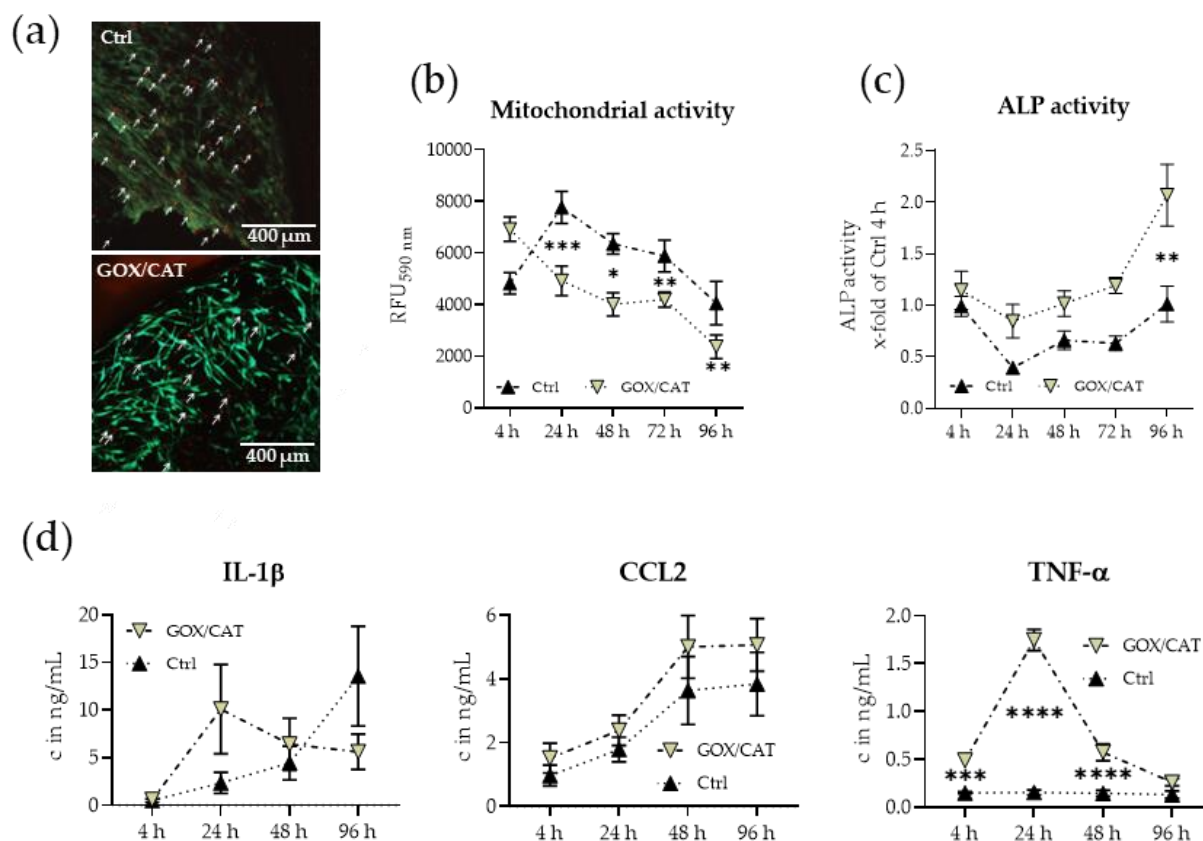 (a)
Ctrl
400 µm
GOX/CAT
400 µm
(b)
Mitochondrial activity
RFU590 nm
10000
8000
6000
4000
2000
0
***
*
**
**
Ctrl
GOX/CAT
4 h
24 h
48 h
72 h
96 h
(c)
ALP activity
ALP activity
x-fold of Ctrl 4 h
2.5
2.0
1.5
1.0
0.5
0.0
**
Ctrl
GOX/CAT
4 h
24 h
48 h
72 h
96 h
(d)
IL-1β
c in ng/mL
20
15
10
5
0
GOX/CAT
Ctrl
4 h
24 h
48 h
96 h
CCL2
c in ng/mL
6
4
2
0
GOX/CAT
Ctrl
4 h
24 h
48 h
96 h
TNF-α
c in ng/mL
2.0
1.5
1.0
0.5
0.0
GOX/CAT
Ctrl
***
****
****
4 h
24 h
48 h
96 h